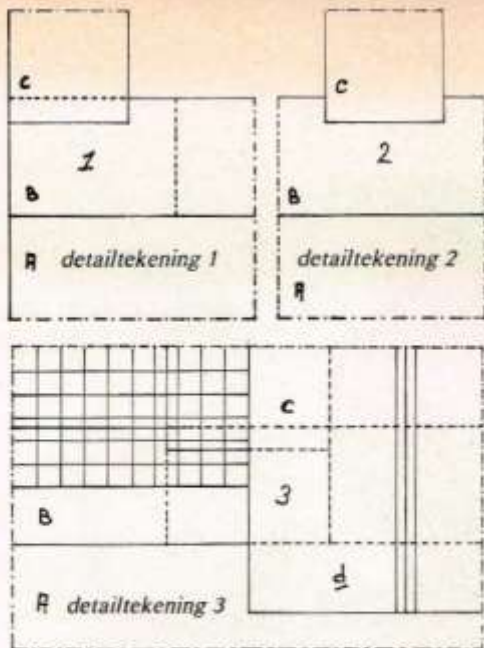 C
C
1
2
B
B
A detailtekening 1
detailtekening 2
A
C
B
3
d
A detailtekening 3